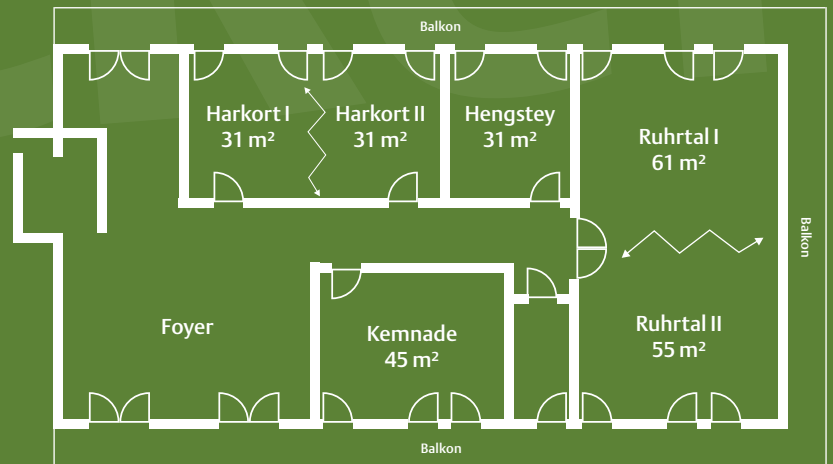 Balkon
Harkort I
31 m²
Harkort II
31 m²
Hengstey
31 m²
Ruhrtal I
61 m²
Balkon
Foyer
Kemnade
45 m²
Ruhrtal II
55 m²
Balkon